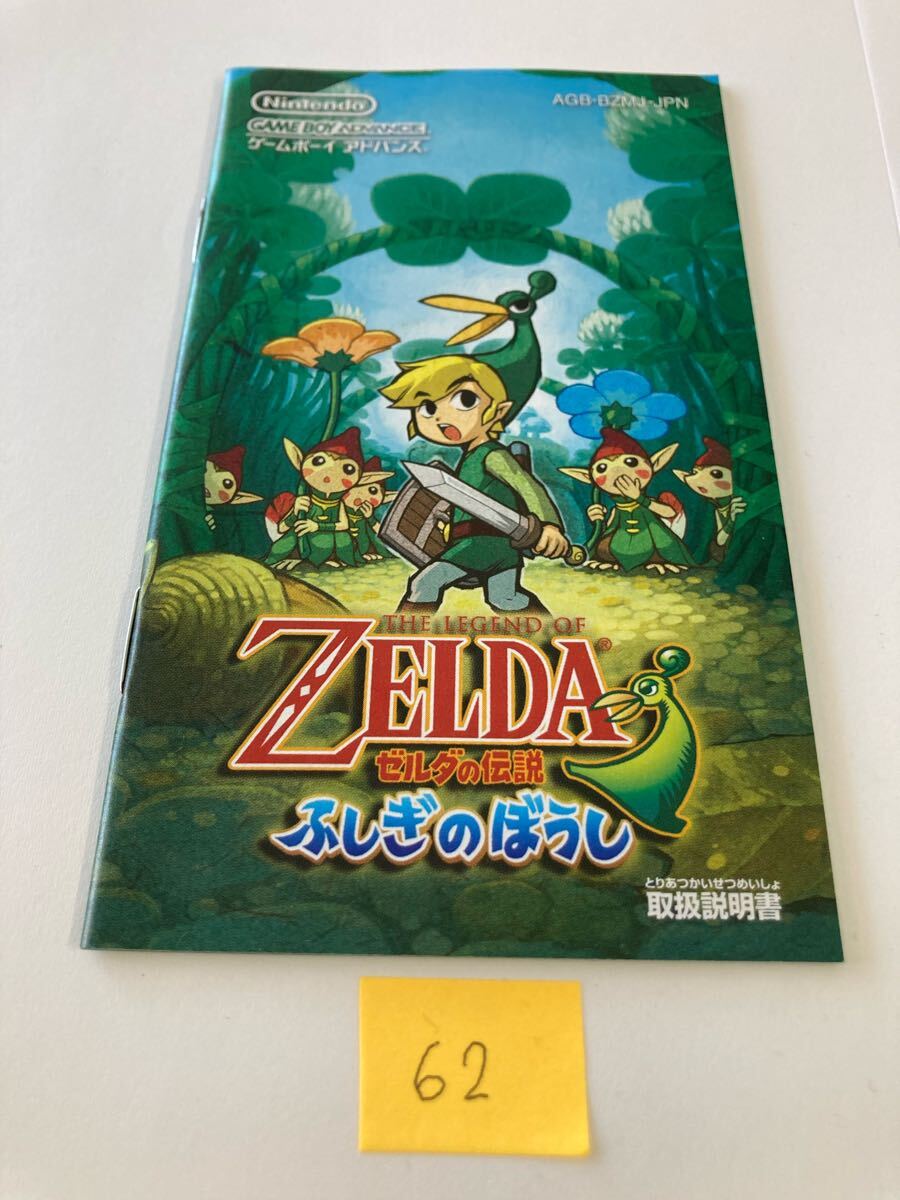 Nintendo
AGB-BZMJ-JPN
GAME BOY ADVANCE
ゲームボーイ アドバンス
THE LEGEND OF
ZELDA®
ゼルダの伝説
ふしぎのぼうし
とりあつかいせつめいしょ
取扱説明書
62